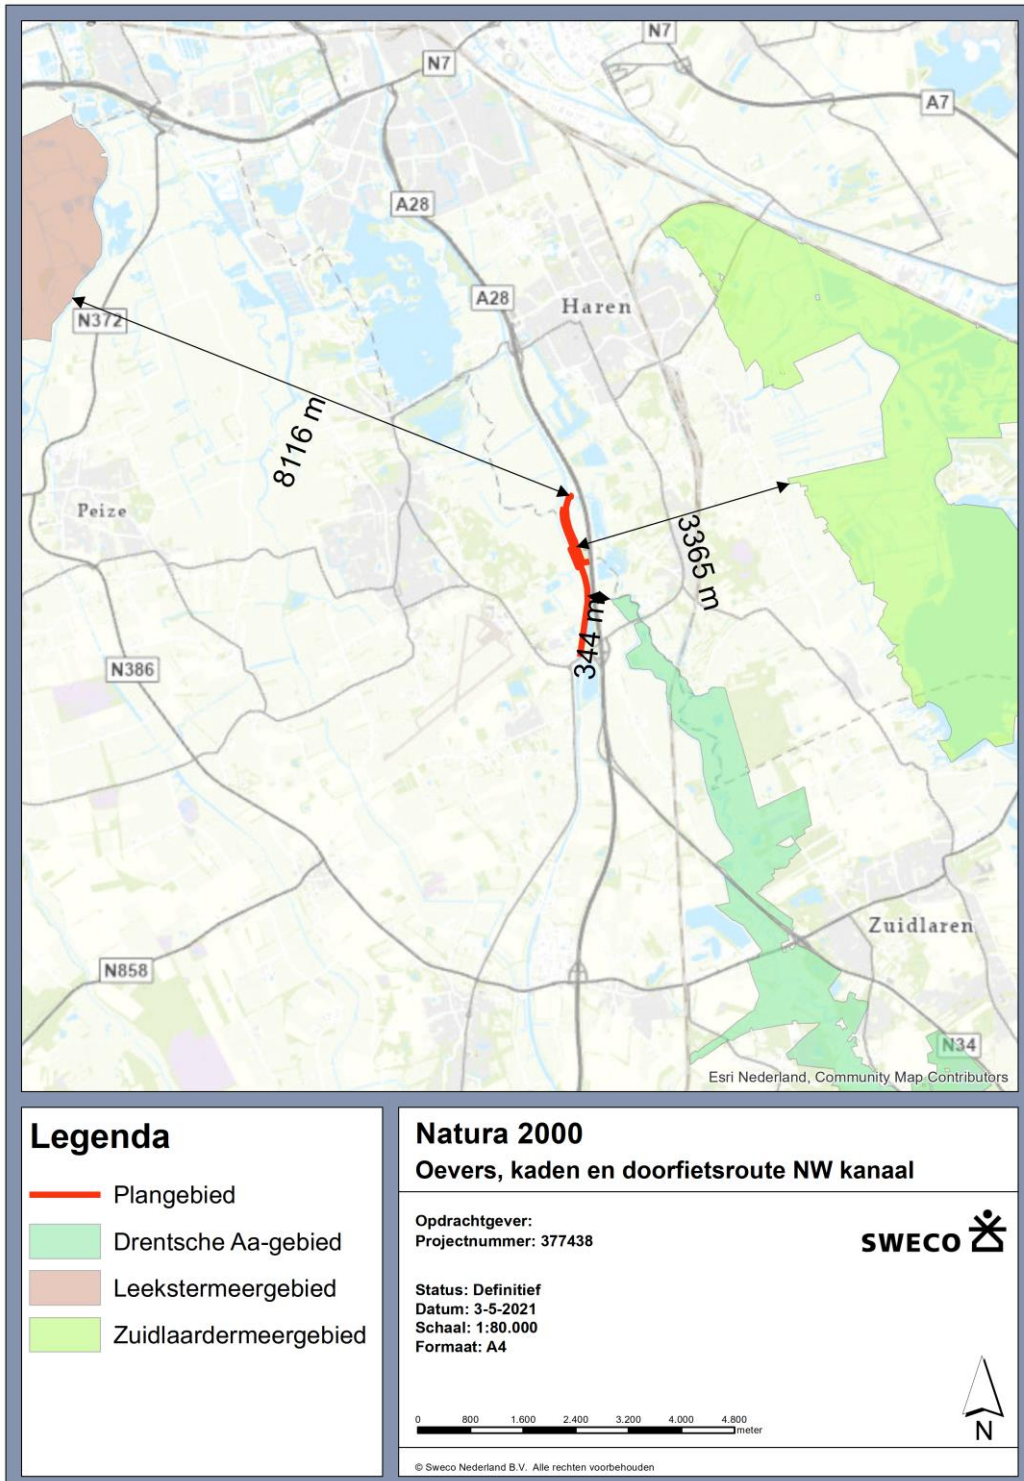 N7
N7
A7
A28
A28
Haren
N372
8116 m
Peize
3365 m
344 m
N386
Zuidlaren
N858
N34
Esri Nederland, Community Map Contributors
Legenda
Plangebied
Drentsche Aa-gebied
Leekstermeergebied
Zuidlaardermeergebied
Natura 2000
Oevers, kaden en doorfietsroute NW kanaal
Opdrachtgever:
Projectnummer: 377438
SWECO
Status: Definitief
Datum: 3-5-2021
Schaal: 1:80.000
Formaat: A4
0 800 1.600 2.400 3.200 4.000 4.800
meter
N
© Sweco Nederland B.V. Alle rechten voorbehouden